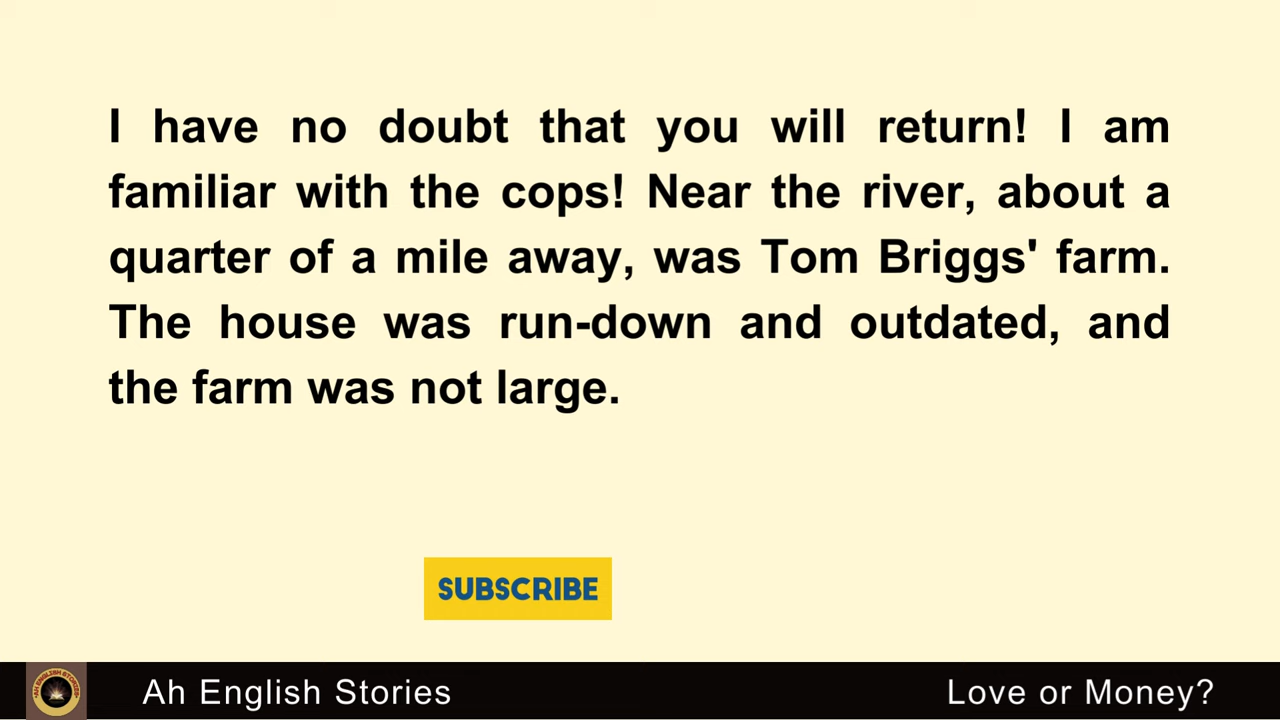 I have no doubt that you will return! I am
familiar with the cops! Near the river, about a
quarter of a mile away, was Tom Briggs' farm.
The house was run-down and outdated, and
the farm was not large.
SUBSCRIBE
Ah English Stories
Love or Money?